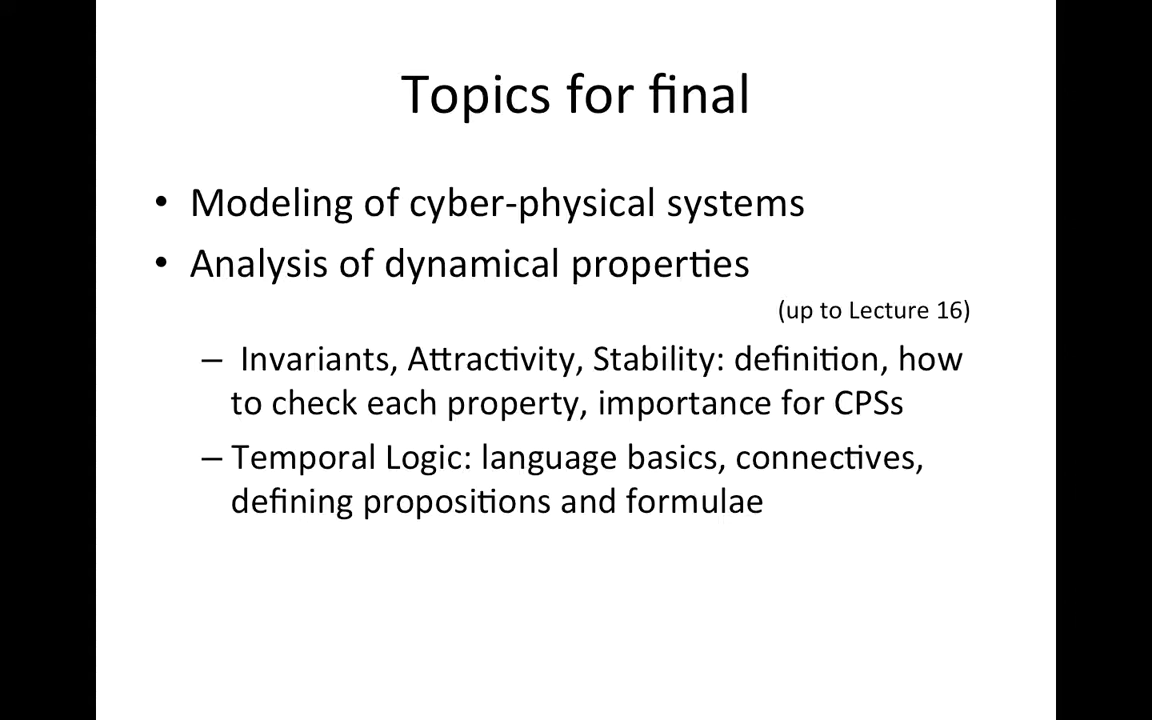 Topics for final
• Modeling of cyber-physical systems
• Analysis of dynamical properties
(up to Lecture 16)
– Invariants, Attractivity, Stability: definition, how
to check each property, importance for CPSs
– Temporal Logic: language basics, connectives,
defining propositions and formulae